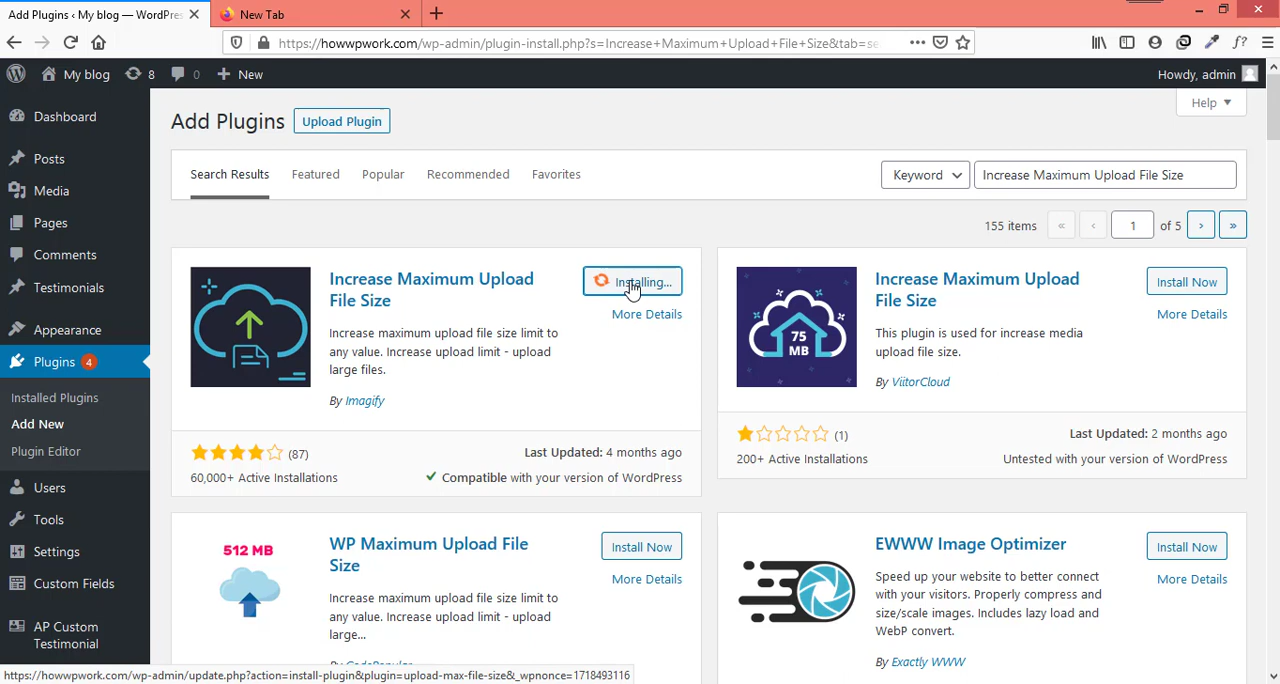 Add Plugins ‹ My blog — WordPres
New Tab
https://howwpwork.com/wp-admin/plugin-install.php?s=Increase+Maximum+Upload+File+Size&tab=se
My blog
8
0
New
Howdy, admin
Dashboard
Posts
Media
Pages
Comments
Testimonials
Appearance
Plugins 4
Installed Plugins
Add New
Plugin Editor
Users
Tools
Settings
Custom Fields
AP Custom
Testimonial
Help
Add Plugins
Upload Plugin
Search Results
Featured
Popular
Recommended
Favorites
Keyword
Increase Maximum Upload File Size
155 items
«
‹
1
of 5
›
»
Increase Maximum Upload
File Size
Installing...
More Details
Increase maximum upload file size limit to
any value. Increase upload limit - upload
large files.
By Imagify
(87)
60,000+ Active Installations
Last Updated: 4 months ago
Compatible with your version of WordPress
75
MB
Increase Maximum Upload
File Size
Install Now
More Details
This plugin is used for increase media
upload file size.
By ViitorCloud
(1)
200+ Active Installations
Last Updated: 2 months ago
Untested with your version of WordPress
512 MB
WP Maximum Upload File
Size
Install Now
More Details
Increase maximum upload file size limit to
any value. Increase upload limit - upload
large...
By CodePopular
EWWW Image Optimizer
Install Now
More Details
Speed up your website to better connect
with your visitors. Properly compress and
size/scale images. Includes lazy load and
WebP convert.
By Exactly WWW
https://howwpwork.com/wp-admin/update.php?action=install-plugin&plugin=upload-max-file-size&_wpnonce=1718493116